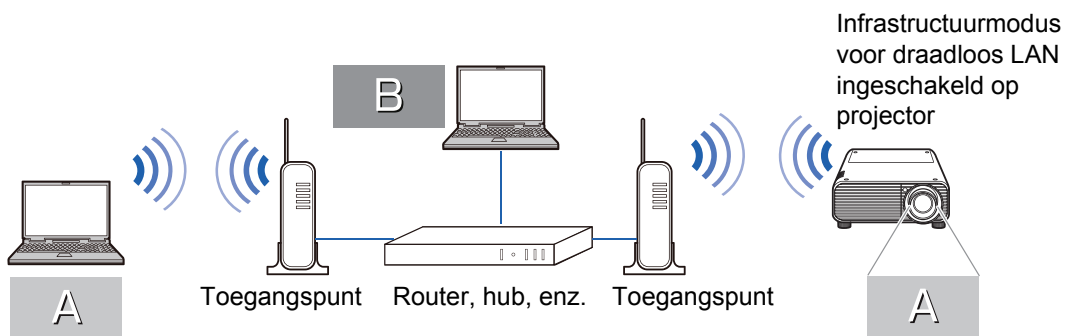 Infrastructuurmodus
voor draadloos LAN
ingeschakeld op
projector
B
A
Toegangspunt
Router, hub, enz.
Toegangspunt
A